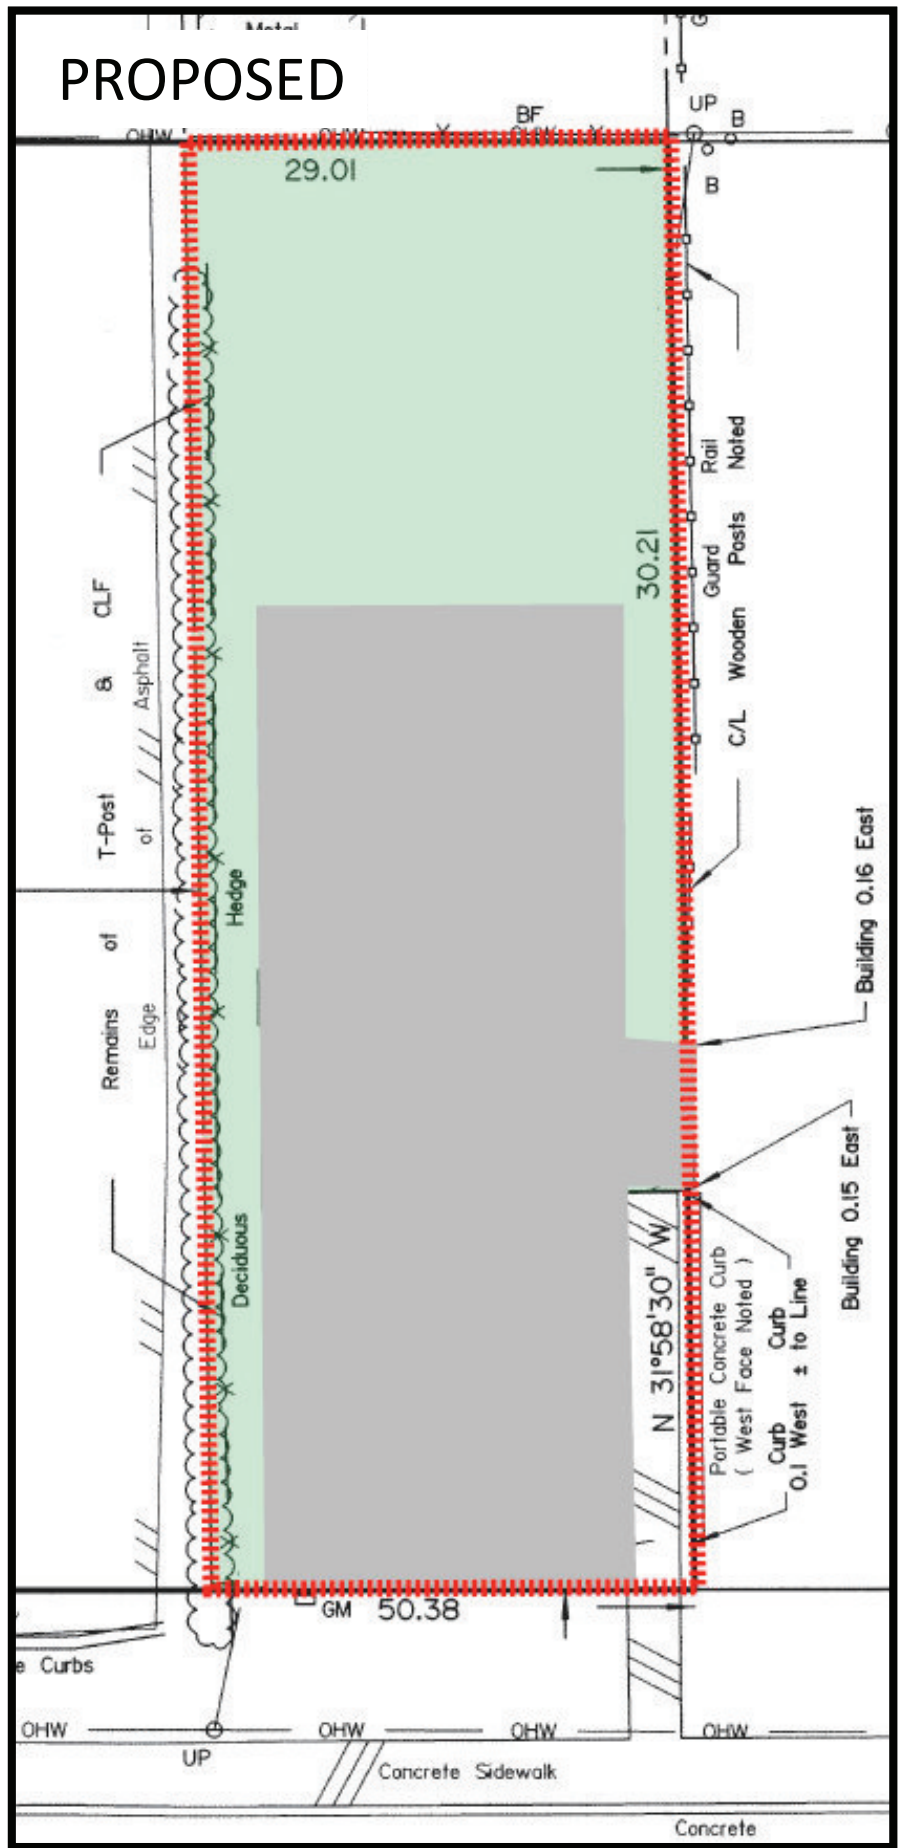 Metal
PROPOSED
G
UP
BF
B
OHW
OHW
OHW
29.01
B
Rail
Noted
30.21
Guard
Posts
Wooden
C/L
CLF
&
Asphalt
T-Post
of
of
Edge
Remains
Hedge
Deciduous
Building 0.16 East
Building 0.15 East
N 31°58'30" W
Portable Concrete Curb
( West Face Noted )
Curb Curb
0.1 West ± to Line
GM 50.38
e Curbs
OHW
OHW
OHW
OHW
UP
Concrete Sidewalk
Concrete